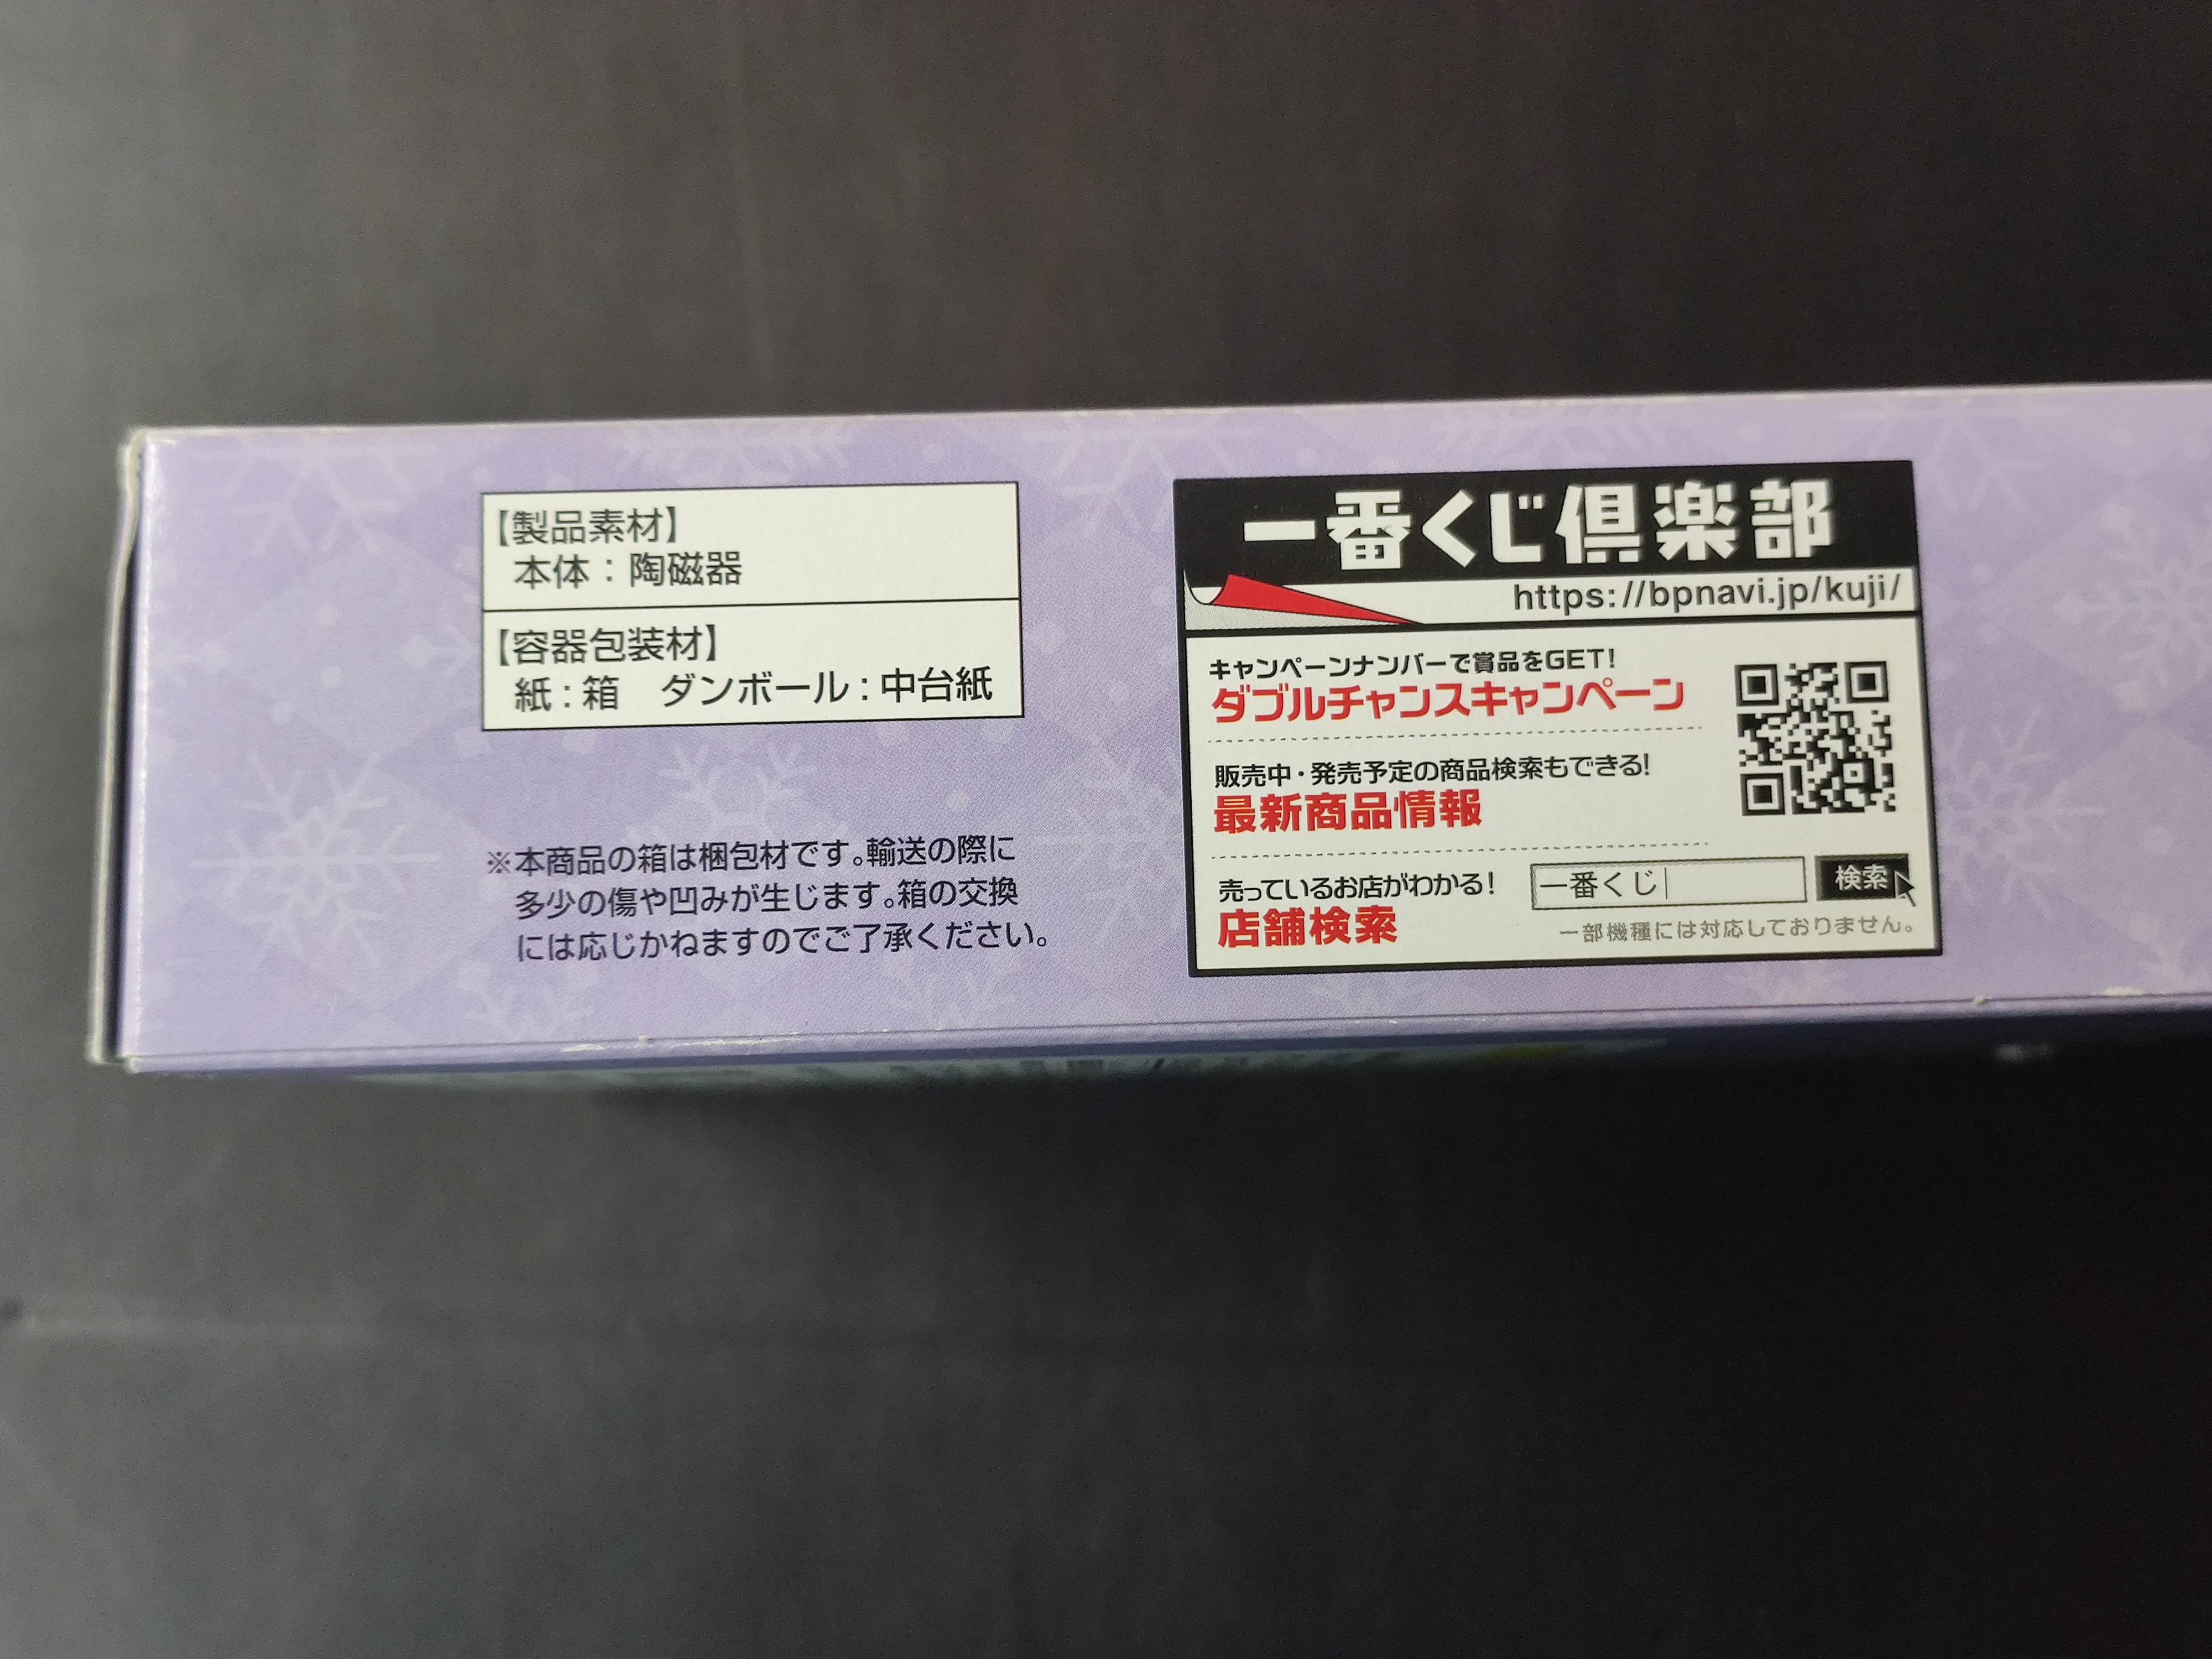 【製品素材】
本体：陶磁器
【容器包装材】
紙：箱　ダンボール：中台紙
※本商品の箱は梱包材です。輸送の際に
多少の傷や凹みが生じます。箱の交換
には応じかねますのでご了承ください。
一番くじ倶楽部
https://bpnavi.jp/kuji/
キャンペーンナンバーで賞品をGET!
ダブルチャンスキャンペーン
販売中・発売予定の商品検索もできる!
最新商品情報
売っているお店がわかる!
店舗検索
一番くじ
検索
一部機種には対応しておりません。